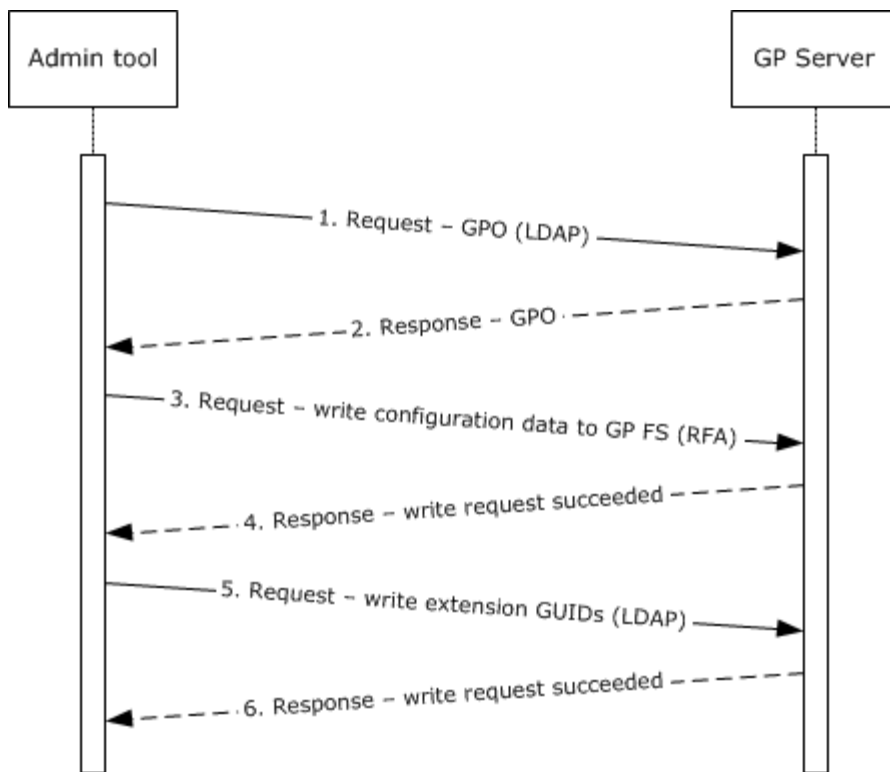 Admin tool
GP Server
1. Request – GPO (LDAP)
2. Response – GPO
3. Request – write configuration data to GP FS (RFA)
4. Response – write request succeeded
5. Request – write extension GUIDs (LDAP)
6. Response – write request succeeded